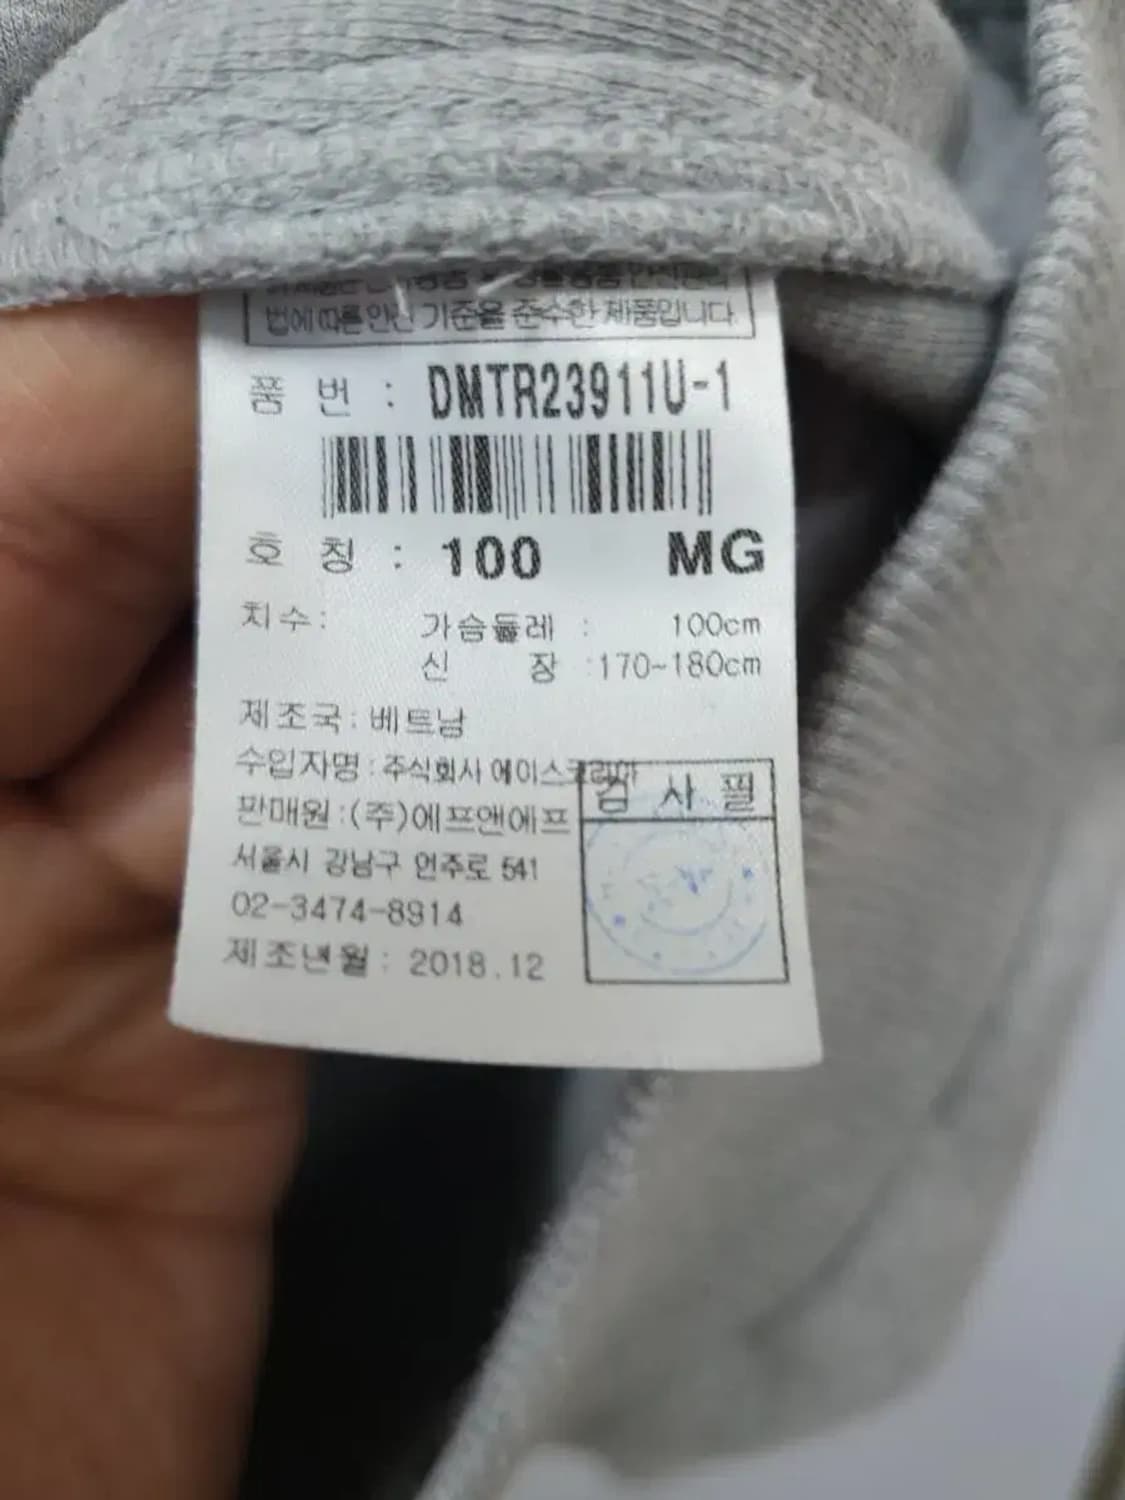 법에 따른 안전 기준을 준수한 제품입니다.
품 번 : DMTR23911U-1
호 칭 : 100 MG
치수: 가슴둘레 : 100cm
신 장 :170~180cm
제조국: 베트남
수입자명 : 주식회사 에이스코리아
검 사 필
판매원 :(주)에프앤에프
서울시 강남구 언주로 541
02-3474-8914
제조년월 : 2018.12